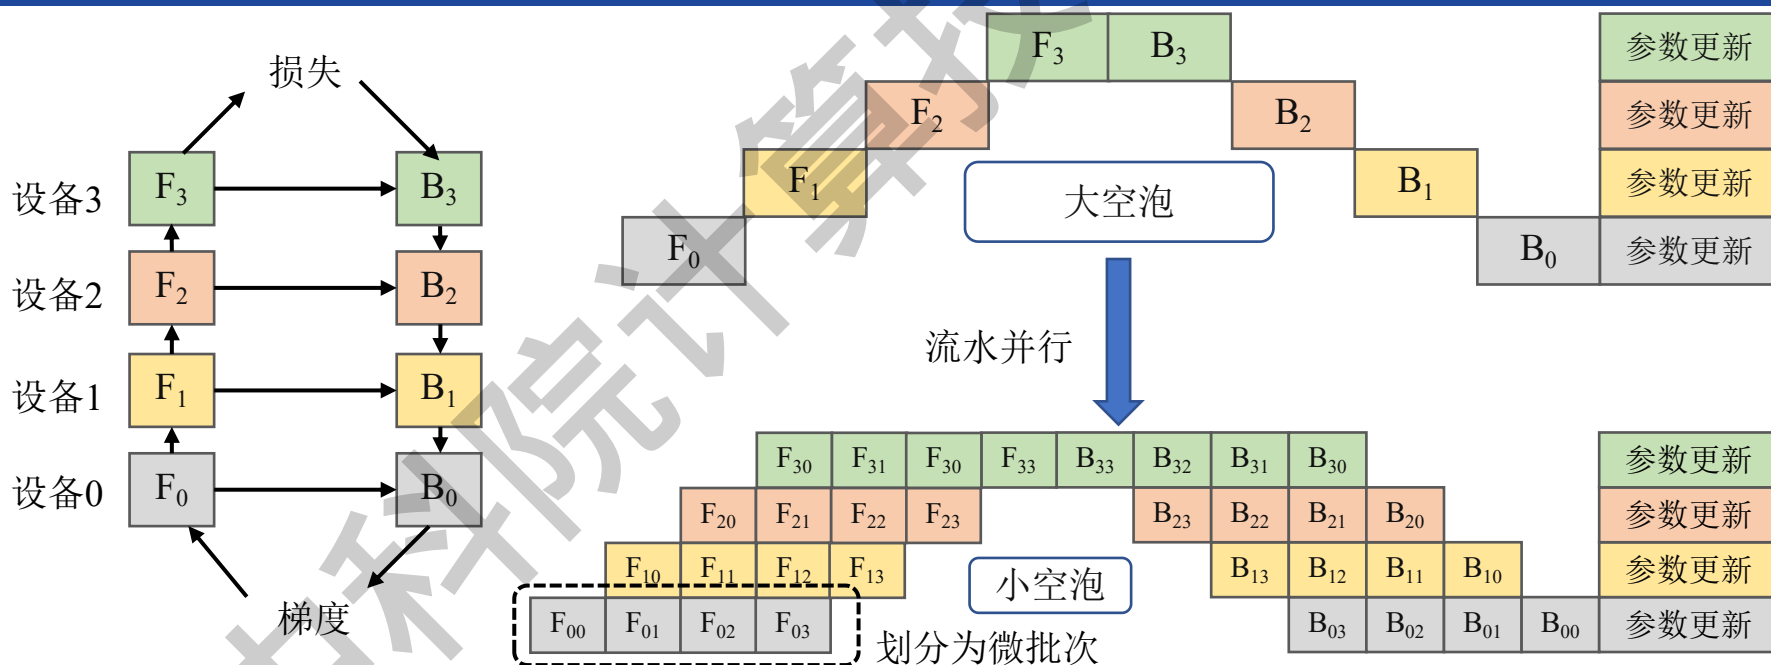 损失
设备3 F₃ B₃
设备2 F₂ B₂
设备1 F₁ B₁
设备0 F₀ B₀
梯度
F₃ B₃ 参数更新
F₂ B₂ 参数更新
F₁ B₁ 参数更新
大空泡
F₀ B₀ 参数更新
流水并行
F₃₀ F₃₁ F₃₀ F₃₃ B₃₃ B₃₂ B₃₁ B₃₀ 参数更新
F₂₀ F₂₁ F₂₂ F₂₃ B₂₃ B₂₂ B₂₁ B₂₀ 参数更新
F₁₀ F₁₁ F₁₂ F₁₃ B₁₃ B₁₂ B₁₁ B₁₀ 参数更新
小空泡
F₀₀ F₀₁ F₀₂ F₀₃ B₀₃ B₀₂ B₀₁ B₀₀ 参数更新
划分为微批次
科院计算